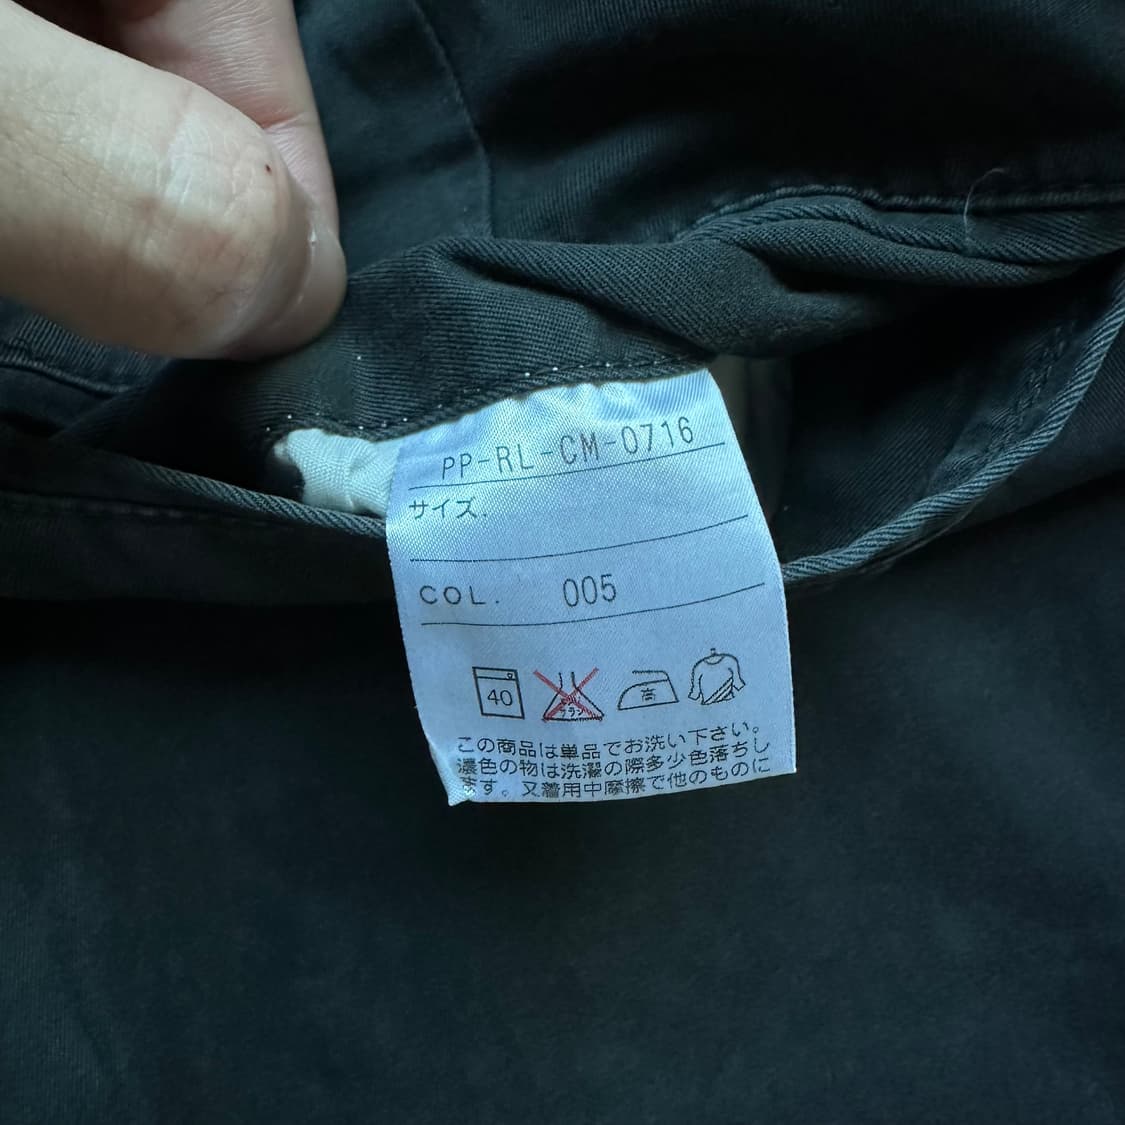 PP-RL-CM-0716
サイズ.
COL. 005
40 高
この商品は単品でお洗い下さい。
濃色の物は洗濯の際多少色落ちし
ます。又着用中摩擦で他のものに